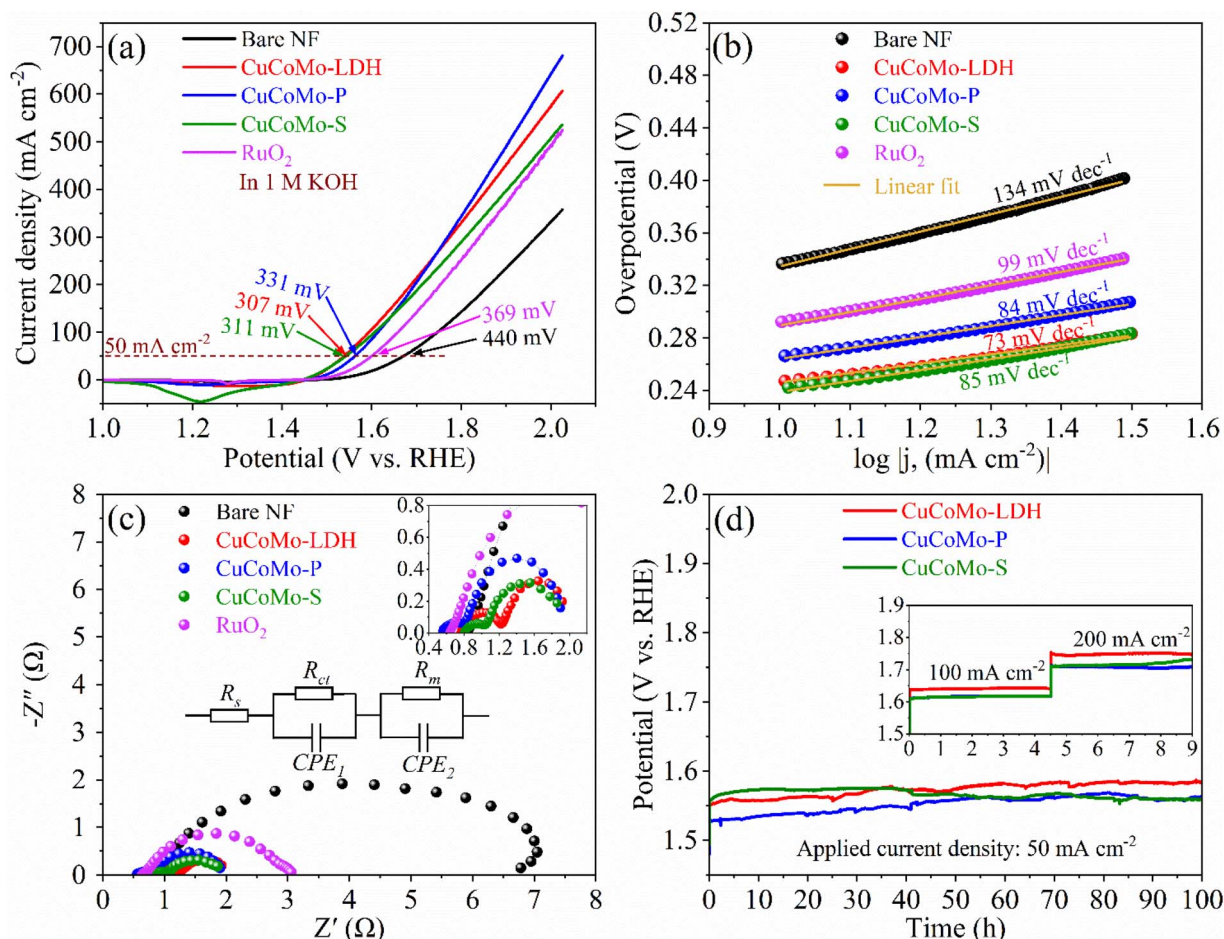 (a)
Bare NF
CuCoMo-LDH
CuCoMo-P
CuCoMo-S
RuO₂
In 1 M KOH
700
600
500
400
300
200
100
0
Current density (mA cm⁻²)
331 mV
307 mV
311 mV
369 mV
440 mV
50 mA cm⁻²
1.0 1.2 1.4 1.6 1.8 2.0
Potential (V vs. RHE)
(b)
Bare NF
CuCoMo-LDH
CuCoMo-P
CuCoMo-S
RuO₂
Linear fit
0.52
0.48
0.44
0.40
0.36
0.32
0.28
0.24
Overpotential (V)
134 mV dec⁻¹
99 mV dec⁻¹
84 mV dec⁻¹
73 mV dec⁻¹
85 mV dec⁻¹
0.9 1.0 1.1 1.2 1.3 1.4 1.5 1.6
log |j, (mA cm⁻²)|
(c)
Bare NF
CuCoMo-LDH
CuCoMo-P
CuCoMo-S
RuO₂
8
7
6
5
4
3
2
1
0
-Z″ (Ω)
0.8
0.6
0.4
0.2
0.0
0.4 0.8 1.2 1.6 2.0
Rₛ
R_ct
R_m
CPE₁
CPE₂
0 1 2 3 4 5 6 7 8
Z′ (Ω)
(d)
CuCoMo-LDH
CuCoMo-P
CuCoMo-S
2.0
1.9
1.8
1.7
1.6
1.5
Potential (V vs. RHE)
1.9
1.8
1.7
1.6
1.5
100 mA cm⁻²
200 mA cm⁻²
0 1 2 3 4 5 6 7 8 9
Applied current density: 50 mA cm⁻²
0 10 20 30 40 50 60 70 80 90 100
Time (h)